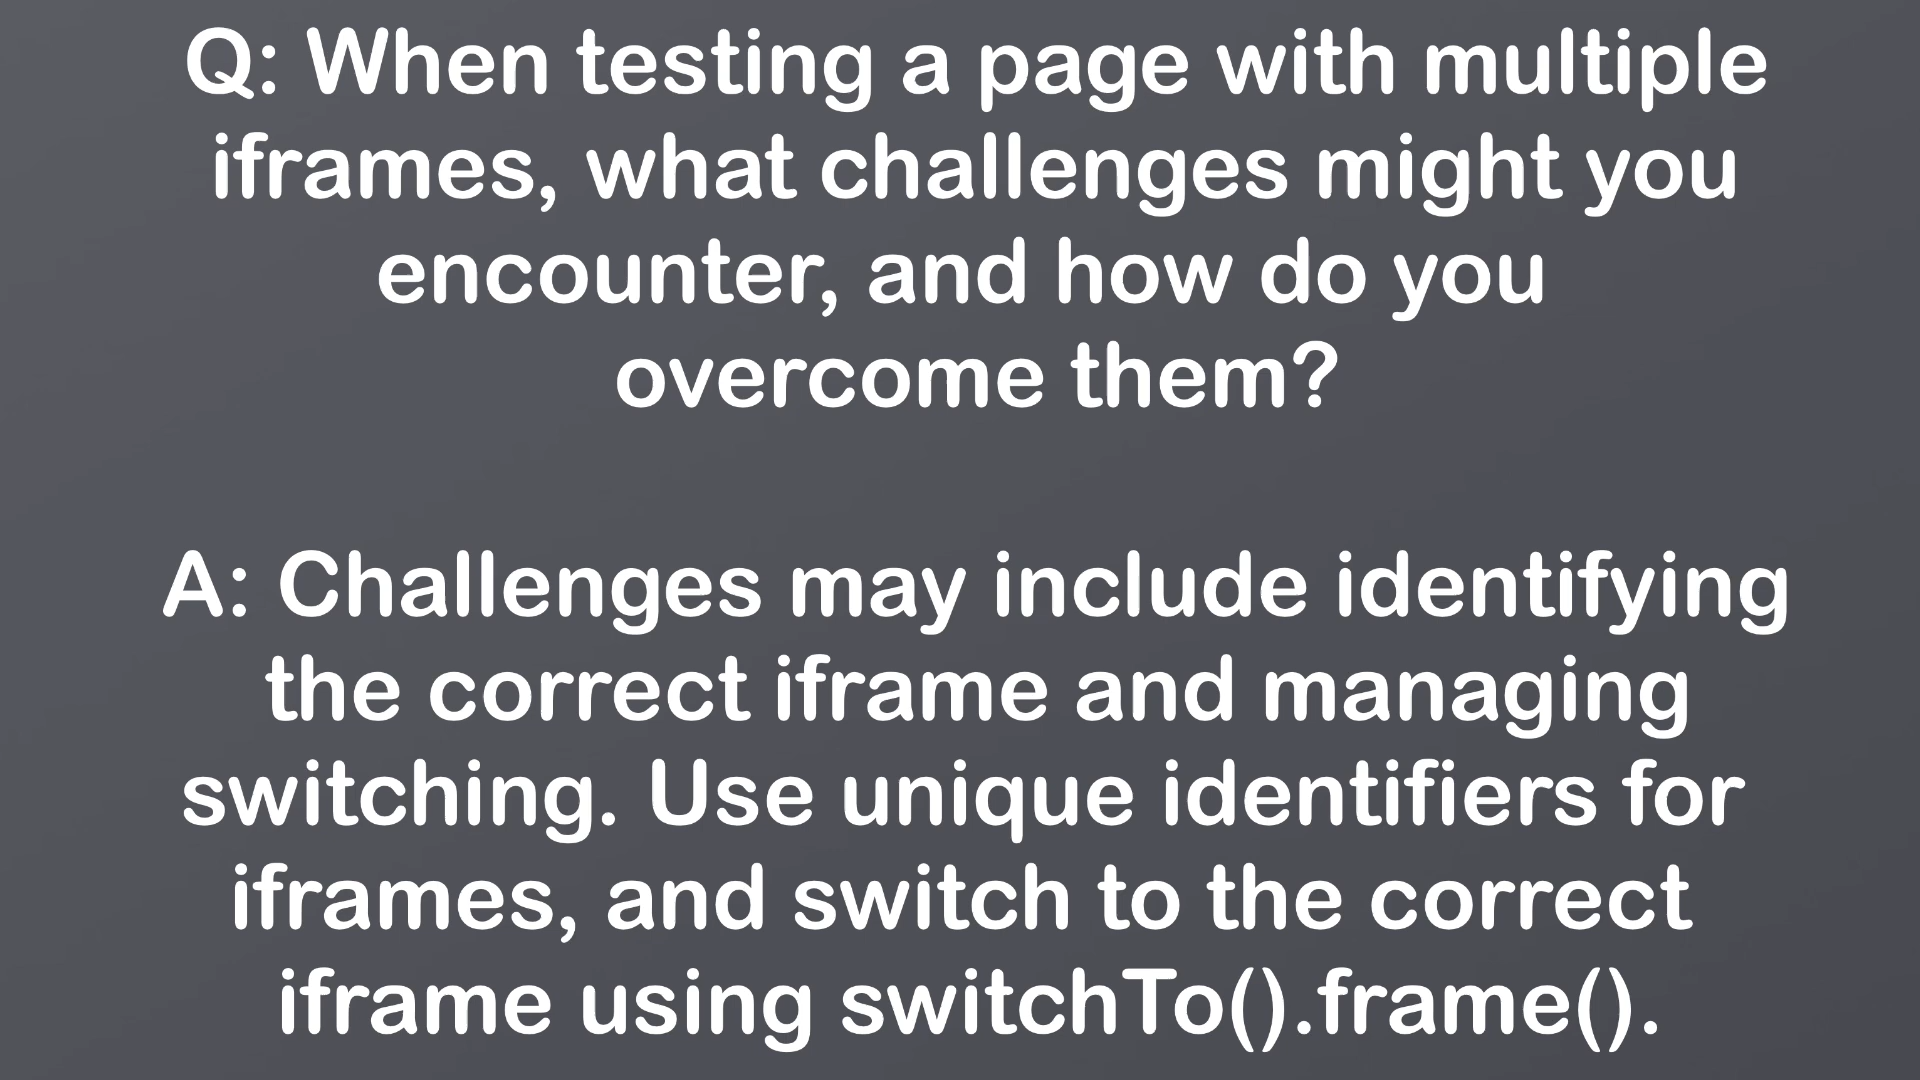 Q: When testing a page with multiple
iframes, what challenges might you
encounter, and how do you
overcome them?
A: Challenges may include identifying
the correct iframe and managing
switching. Use unique identifiers for
iframes, and switch to the correct
iframe using switchTo().frame().